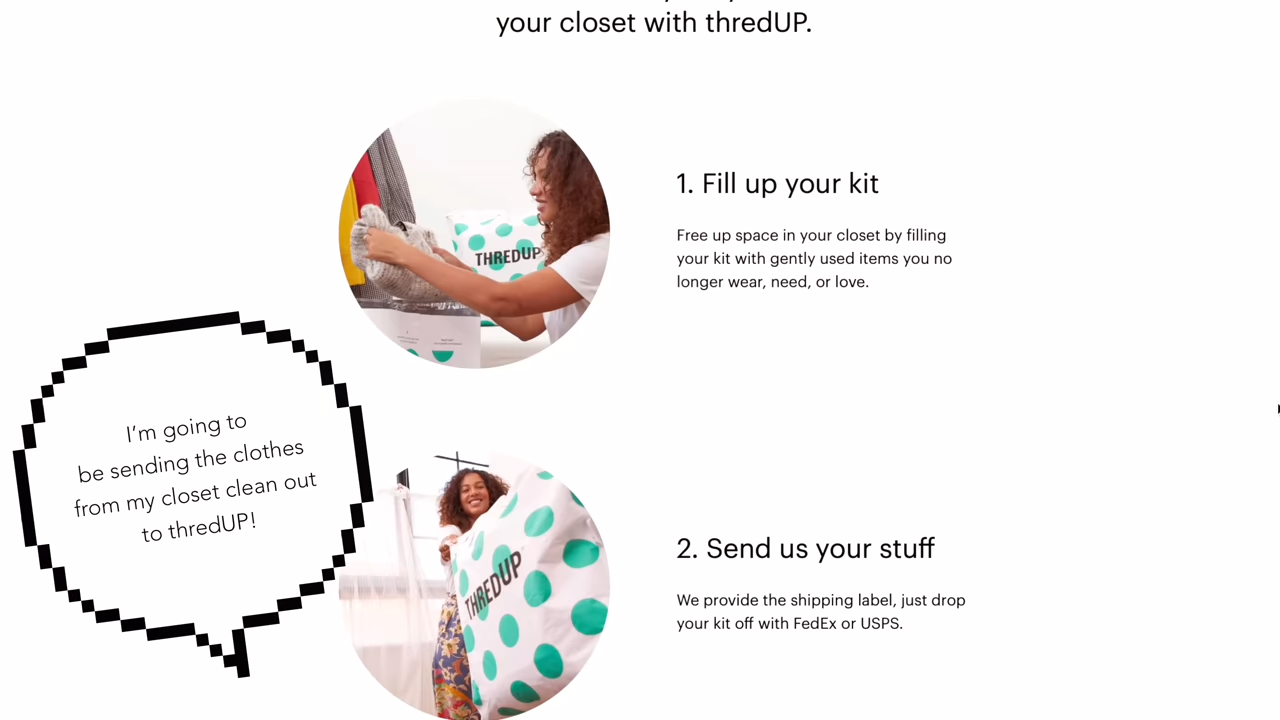 your closet with thredUP.
1. Fill up your kit
Free up space in your closet by filling
your kit with gently used items you no
longer wear, need, or love.
THREDUP
I'm going to
be sending the clothes
from my closet clean out
to thredUP!
THREDUP
2. Send us your stuff
We provide the shipping label, just drop
your kit off with FedEx or USPS.